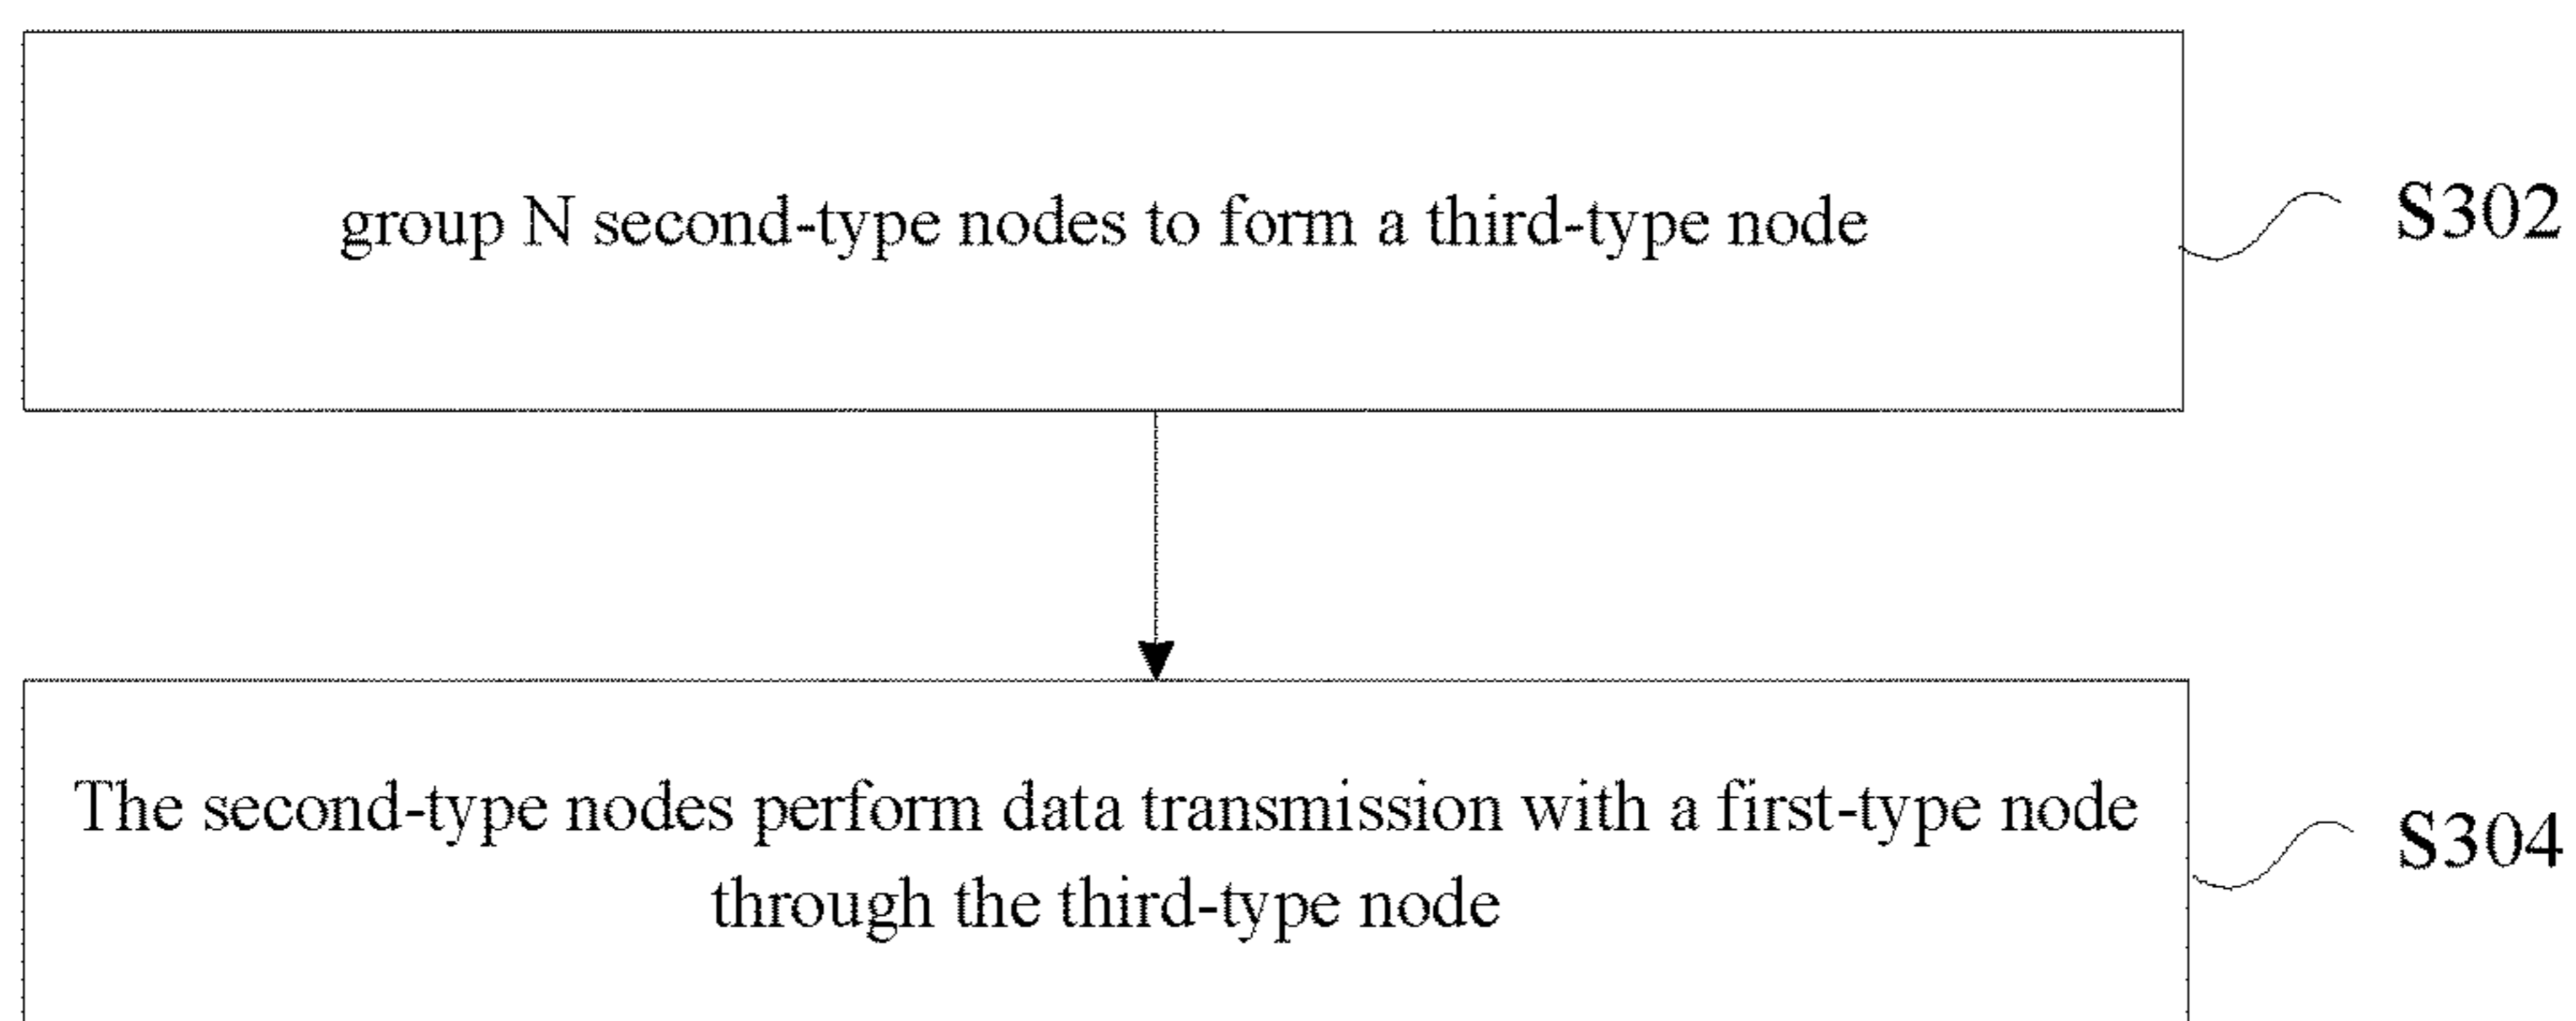 group N second-type nodes to form a third-type node
S302
The second-type nodes perform data transmission with a first-type node
through the third-type node
S304